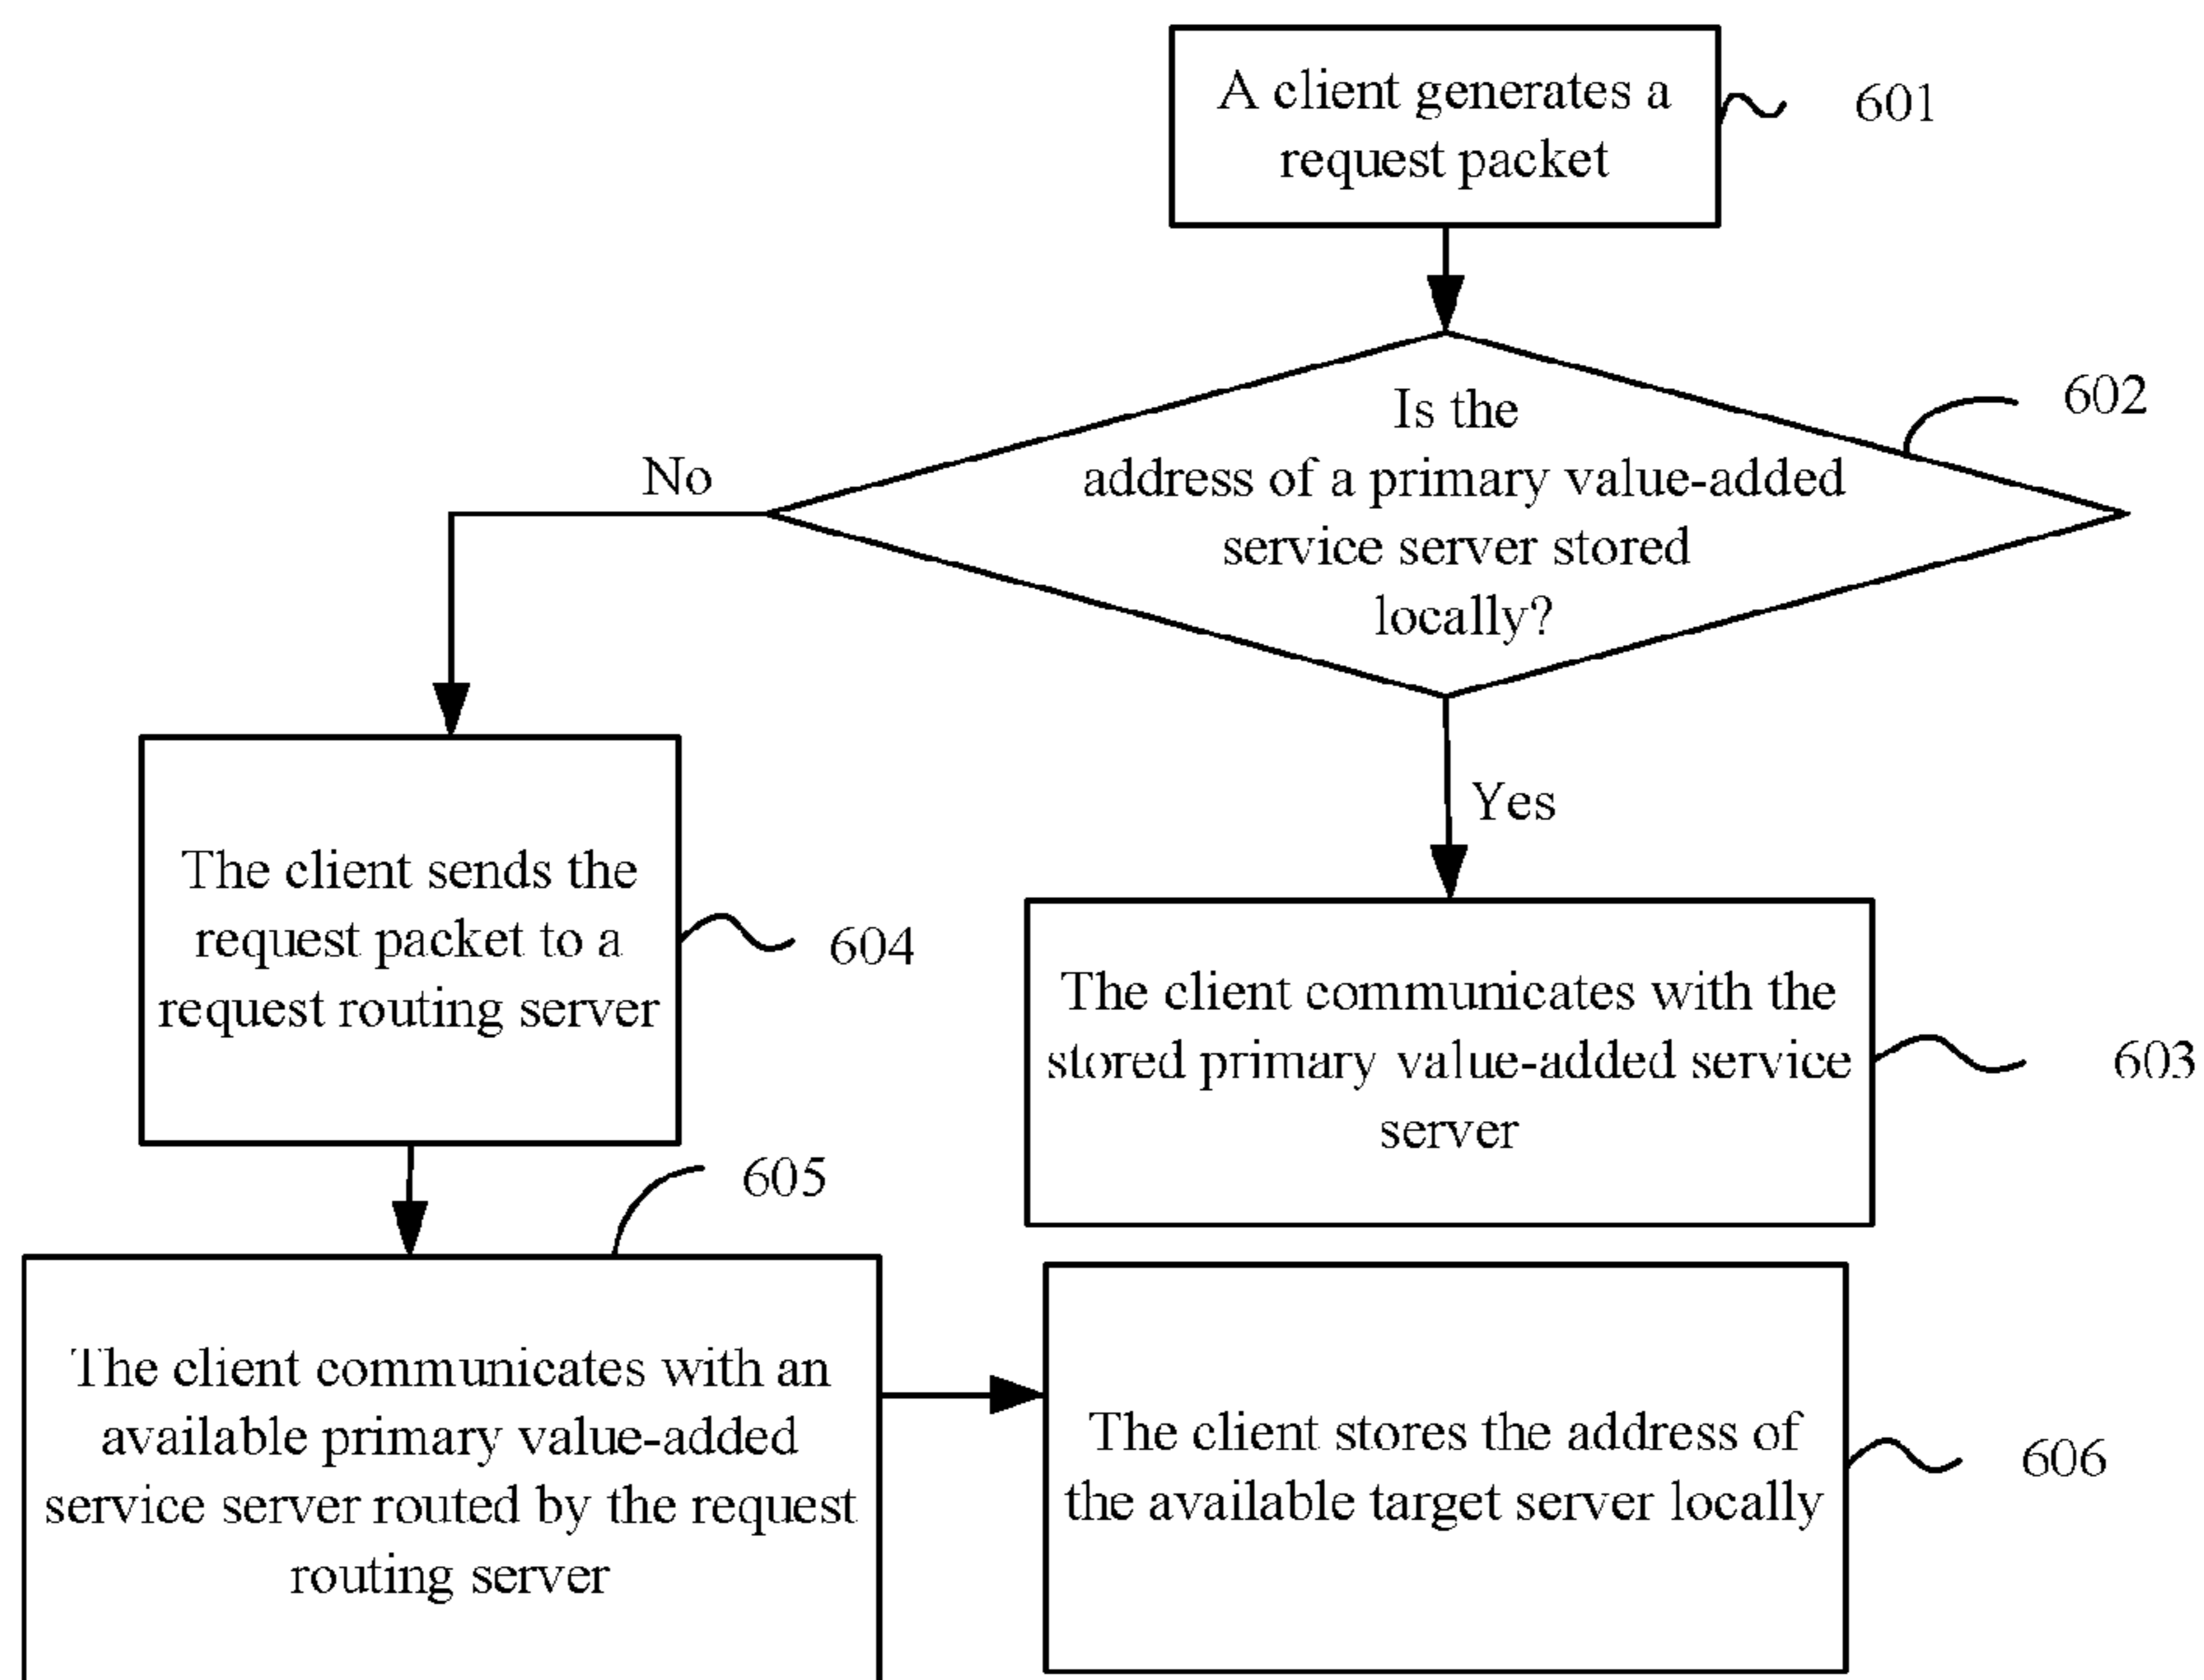 A client generates a
request packet
601
Is the
address of a primary value-added
service server stored
locally?
602
No
Yes
The client sends the
request packet to a
request routing server
604
The client communicates with the
stored primary value-added service
server
603
605
The client communicates with an
available primary value-added
service server routed by the request
routing server
The client stores the address of
the available target server locally
606